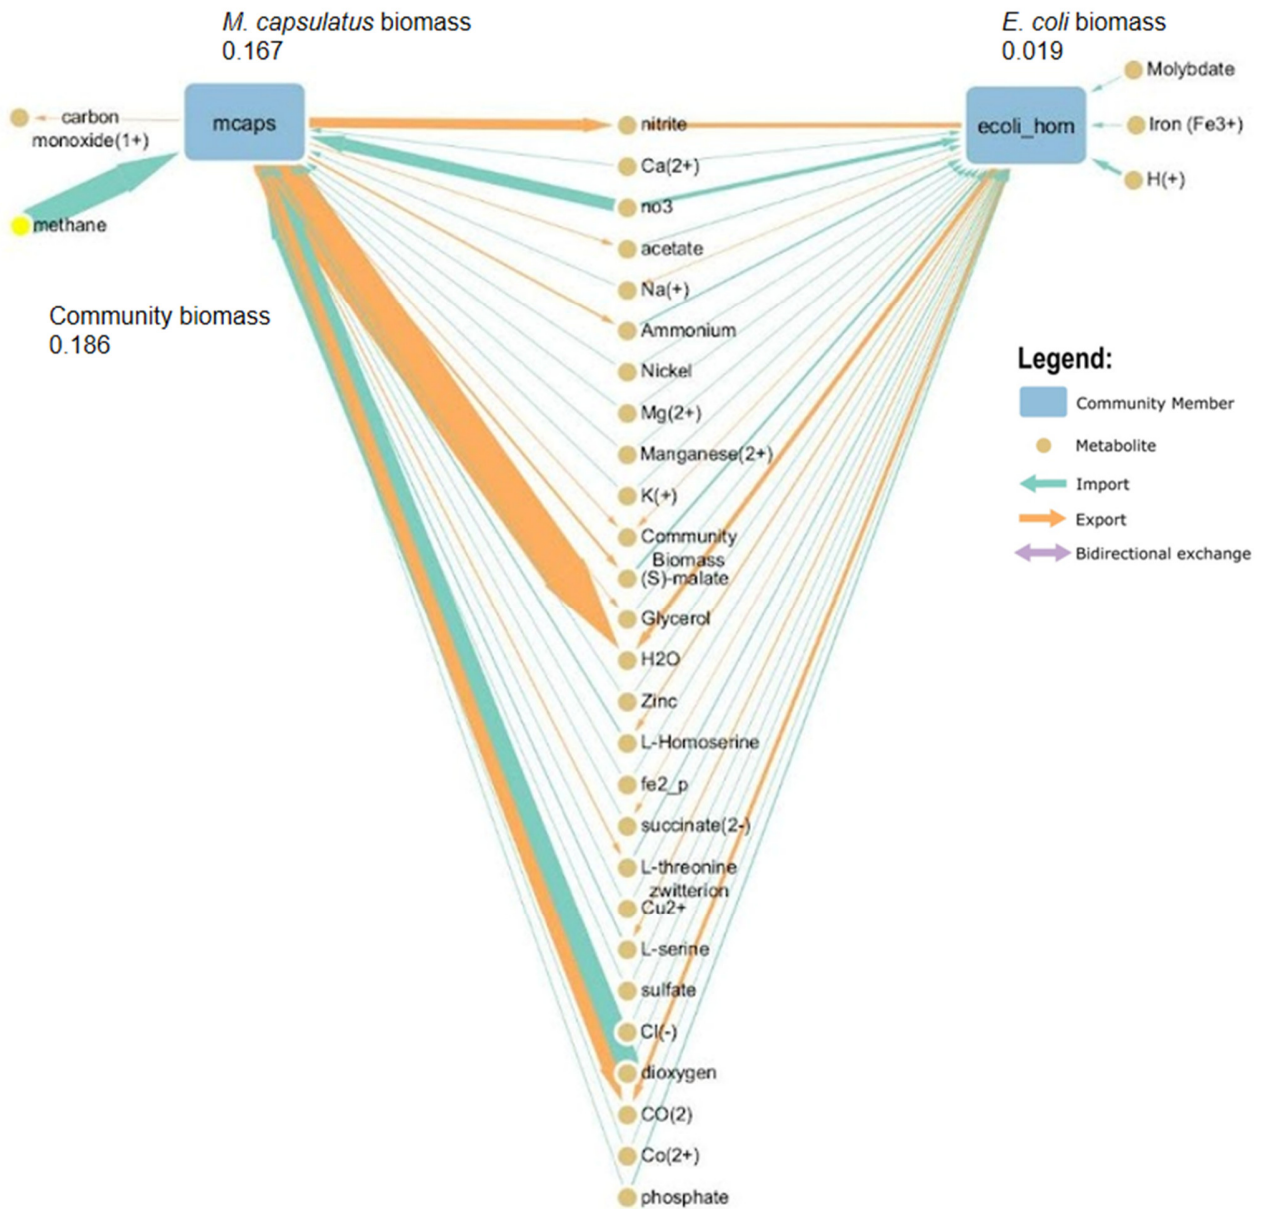 M. capsulatus biomass
0.167
E. coli biomass
0.019
mcaps
ecoli_hom
carbon
monoxide(1+)
methane
Molybdate
Iron (Fe3+)
H(+)
Community biomass
0.186
nitrite
Ca(2+)
no3
acetate
Na(+)
Ammonium
Nickel
Mg(2+)
Manganese(2+)
K(+)
Community
Biomass
(S)-malate
Glycerol
H2O
Zinc
L-Homoserine
fe2_p
succinate(2-)
L-threonine
zwitterion
Cu2+
L-serine
sulfate
Cl(-)
dioxygen
CO(2)
Co(2+)
phosphate
Legend:
Community Member
Metabolite
Import
Export
Bidirectional exchange